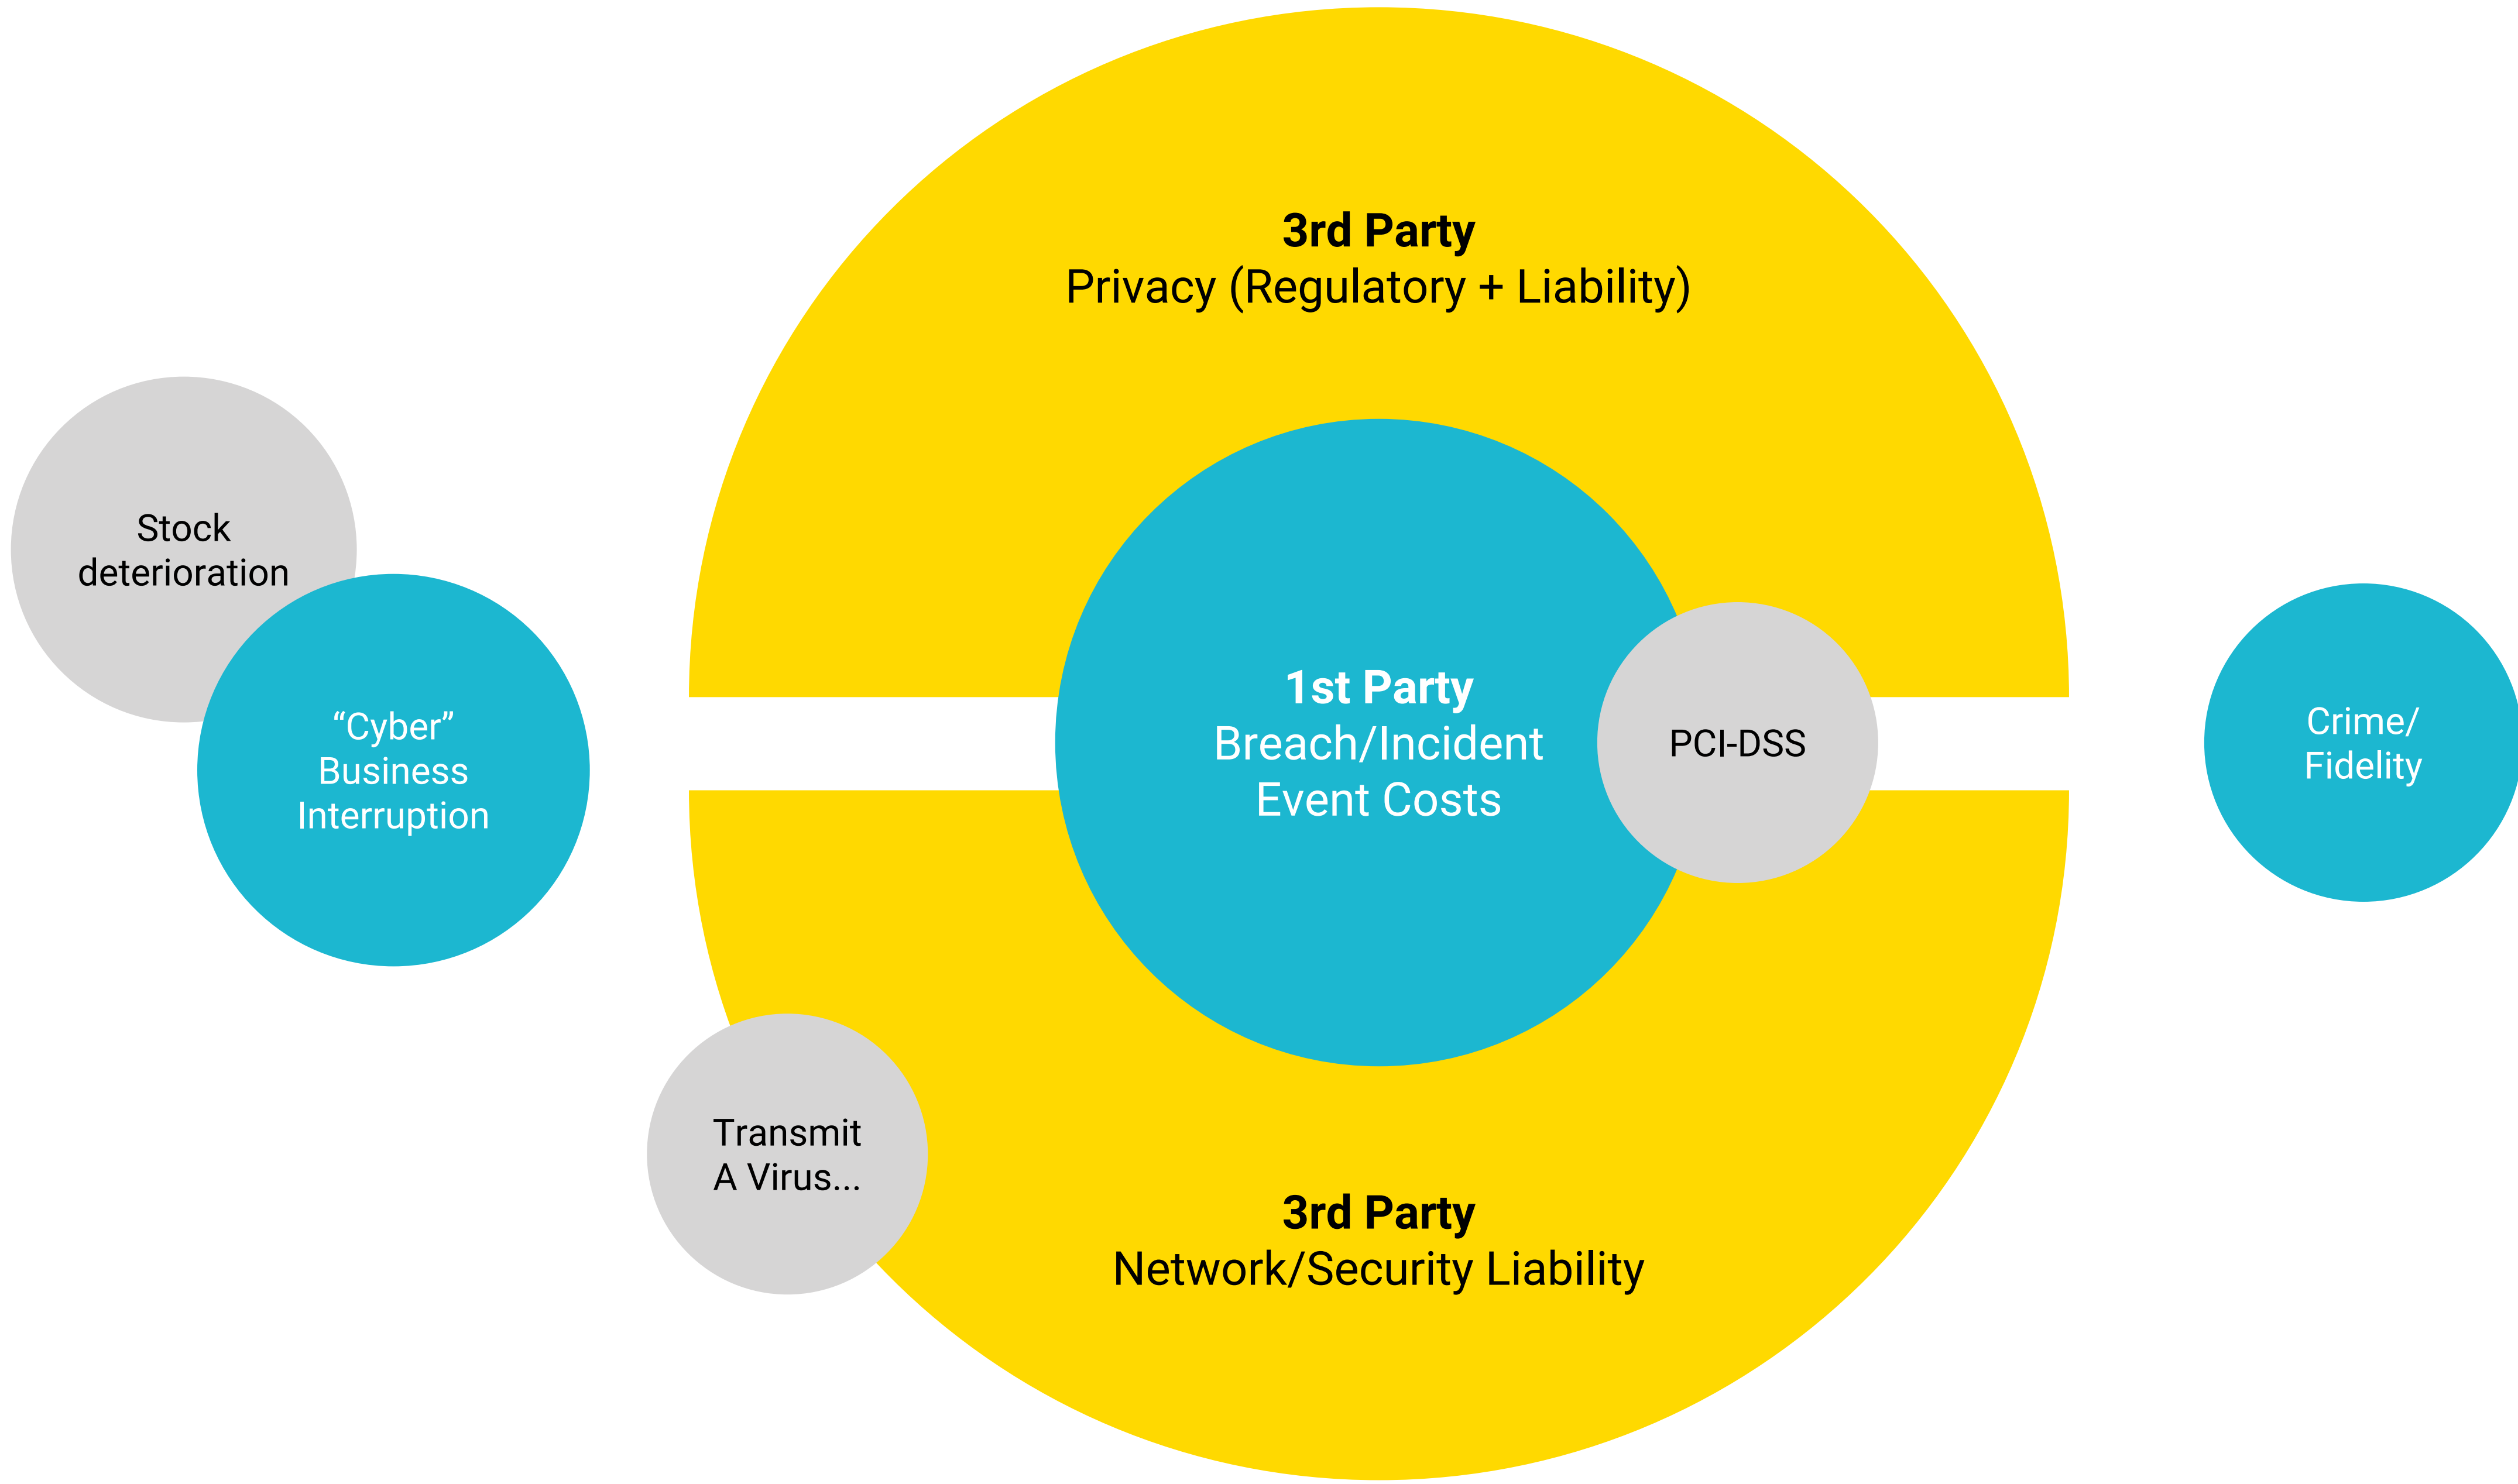 3rd Party
Privacy (Regulatory + Liability)
Stock
deterioration
“Cyber”
Business
Interruption
1st Party
Breach/Incident
Event Costs
PCI-DSS
Crime/
Fidelity
Transmit
A Virus...
3rd Party
Network/Security Liability